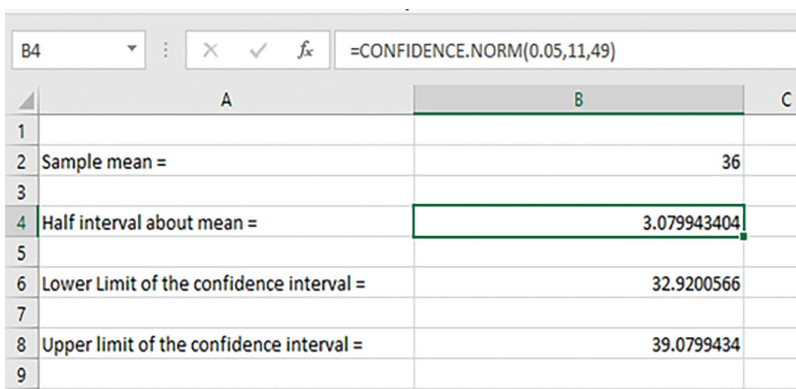 B4 fx =CONFIDENCE.NORM(0.05,11,49)
A B C
1
2 Sample mean = 36
3
4 Half interval about mean = 3.079943404
5
6 Lower Limit of the confidence interval = 32.9200566
7
8 Upper limit of the confidence interval = 39.0799434
9